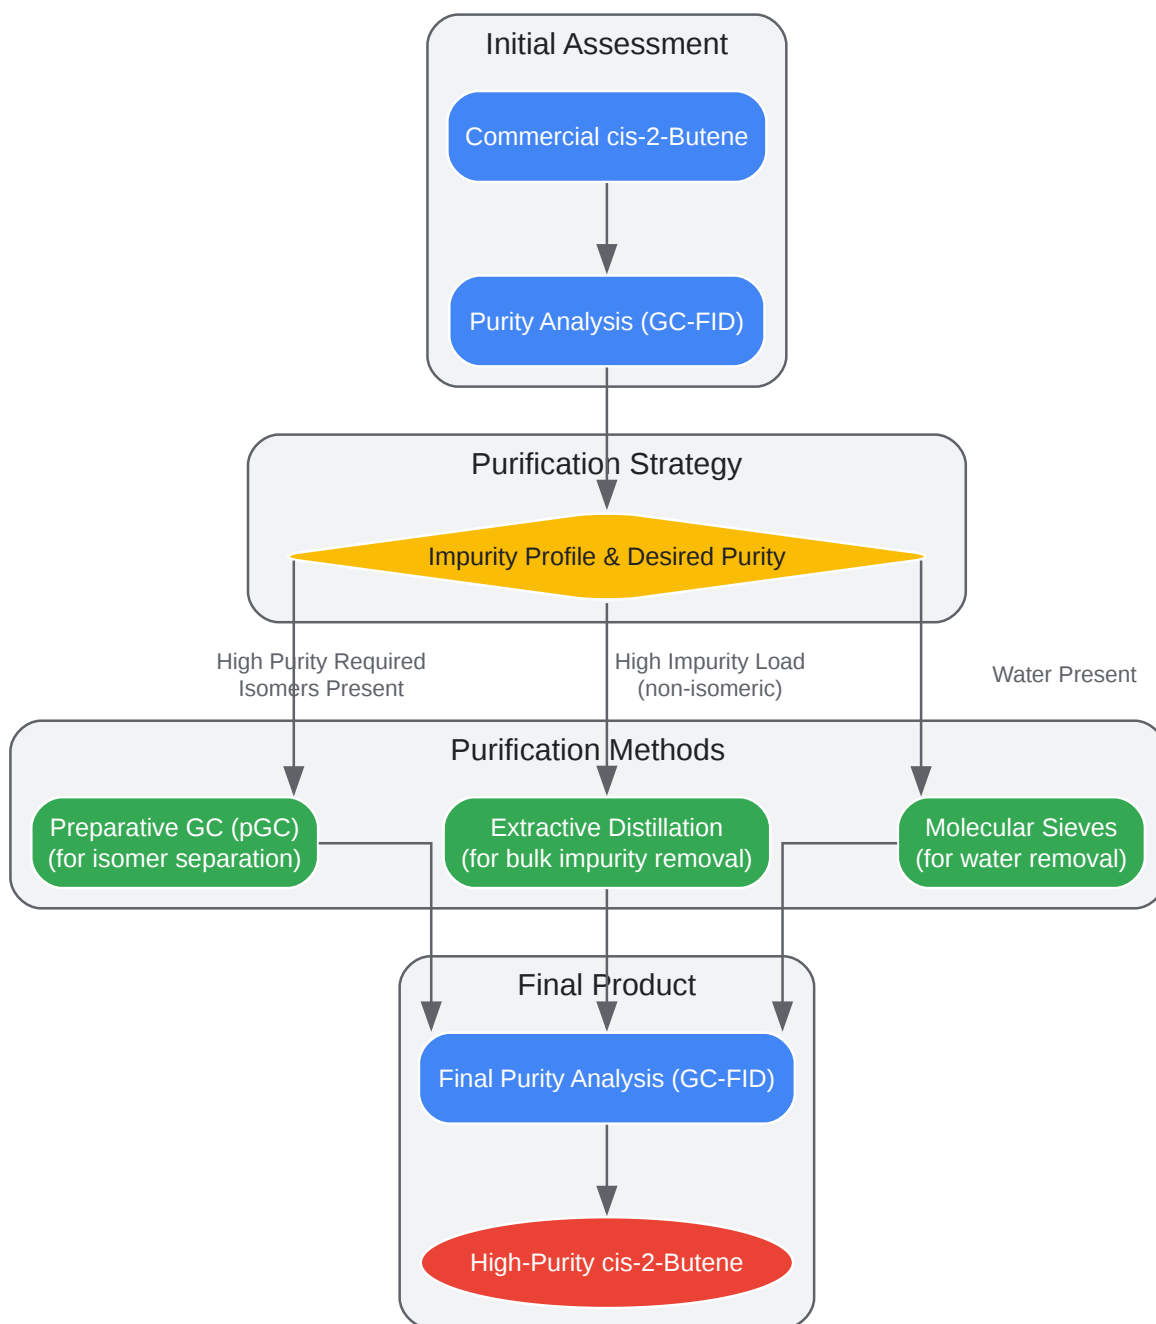 Initial Assessment
Commercial cis-2-Butene
Purity Analysis (GC-FID)
Purification Strategy
Impurity Profile & Desired Purity
High Purity Required
Isomers Present
High Impurity Load
(non-isomeric)
Water Present
Purification Methods
Preparative GC (pGC)
(for isomer separation)
Extractive Distillation
(for bulk impurity removal)
Molecular Sieves
(for water removal)
Final Product
Final Purity Analysis (GC-FID)
High-Purity cis-2-Butene